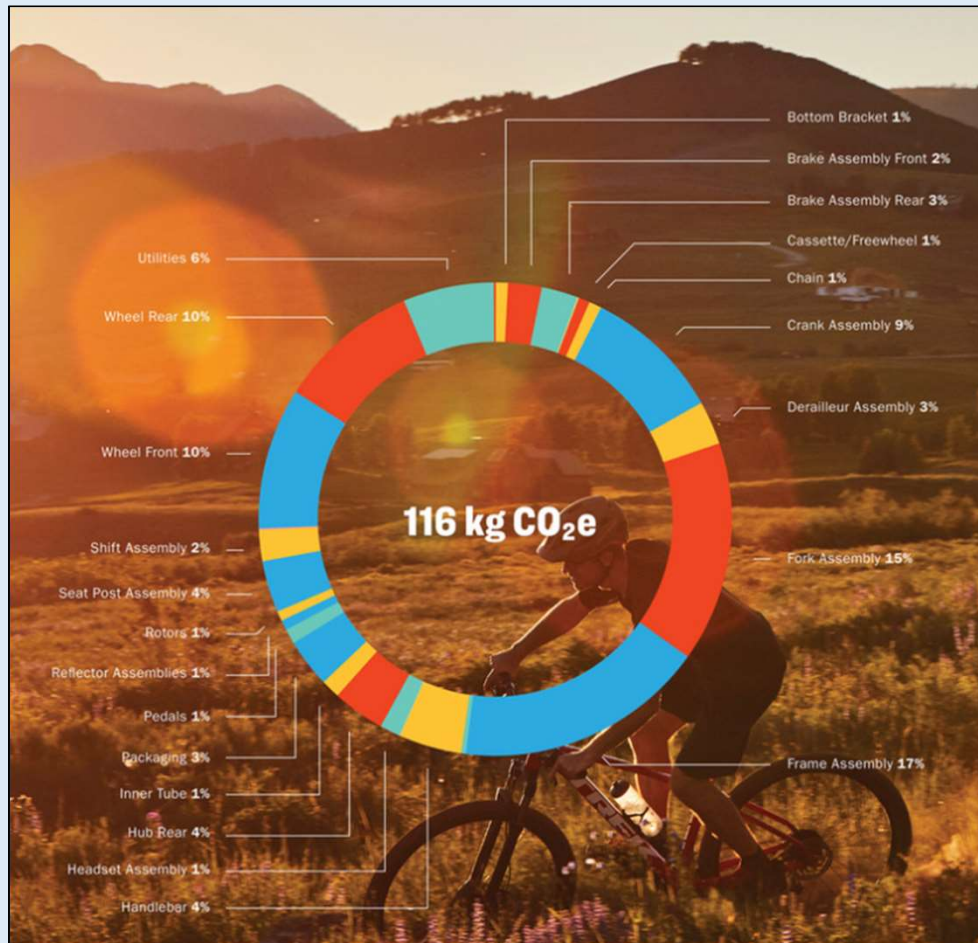 Bottom Bracket 1%
Brake Assembly Front 2%
Brake Assembly Rear 3%
Cassette/Freewheel 1%
Chain 1%
Crank Assembly 9%
Derailleur Assembly 3%
Fork Assembly 15%
Frame Assembly 17%
Utilities 6%
Wheel Rear 10%
Wheel Front 10%
Shift Assembly 2%
Seat Post Assembly 4%
Rotors 1%
Reflector Assemblies 1%
Pedals 1%
Packaging 3%
Inner Tube 1%
Hub Rear 4%
Headset Assembly 1%
Handlebar 4%
116 kg CO₂e
TREK